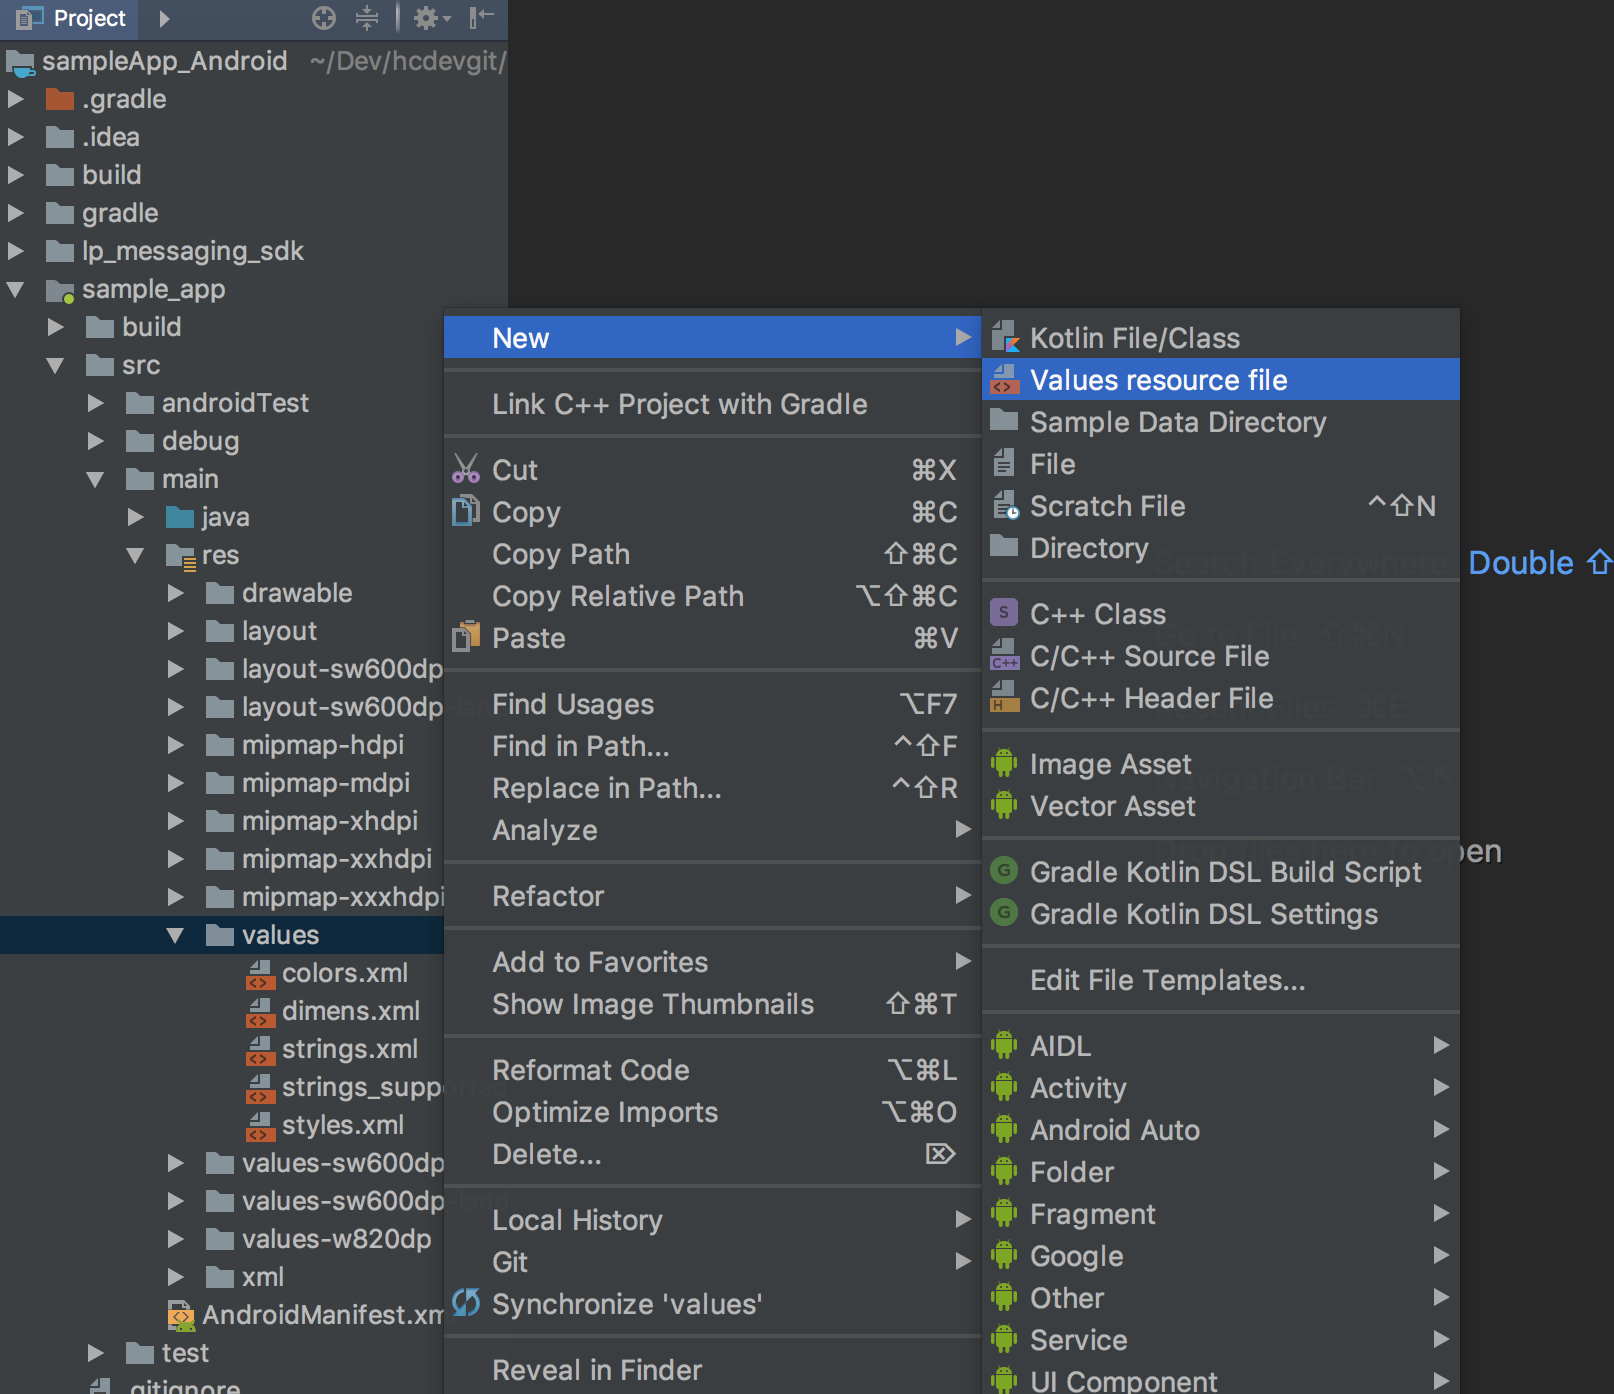 Project
sampleApp_Android ~/Dev/hcdevgit/
.gradle
.idea
build
gradle
lp_messaging_sdk
sample_app
build
src
androidTest
debug
main
java
res
drawable
layout
layout-sw600dp
layout-sw600dp-land
mipmap-hdpi
mipmap-mdpi
mipmap-xhdpi
mipmap-xxhdpi
mipmap-xxxhdpi
values
colors.xml
dimens.xml
strings.xml
strings_supported
styles.xml
values-sw600dp
values-sw600dp-land
values-w820dp
xml
AndroidManifest.xm
test
.gitignore
New
Link C++ Project with Gradle
Cut ⌘X
Copy ⌘C
Copy Path ⇧⌘C
Copy Relative Path ⌥⇧⌘C
Paste ⌘V
Find Usages ⌥F7
Find in Path... ^⇧F
Replace in Path... ^⇧R
Analyze
Refactor
Add to Favorites
Show Image Thumbnails ⇧⌘T
Reformat Code ⌥⌘L
Optimize Imports ⌥⌘O
Delete... ⌦
Local History
Git
Synchronize 'values'
Reveal in Finder
Kotlin File/Class
Values resource file
Sample Data Directory
File
Scratch File ^⇧N
Directory
S C++ Class
C++ C/C++ Source File
H C/C++ Header File
Image Asset
Vector Asset
G Gradle Kotlin DSL Build Script
G Gradle Kotlin DSL Settings
Edit File Templates...
AIDL
Activity
Android Auto
Folder
Fragment
Google
Other
Service
UI Component
Search Everywhere Double ⇧
Go to File ⇧⌘N
Recent Files ⌘E
Navigation Bar
Drop files here to open